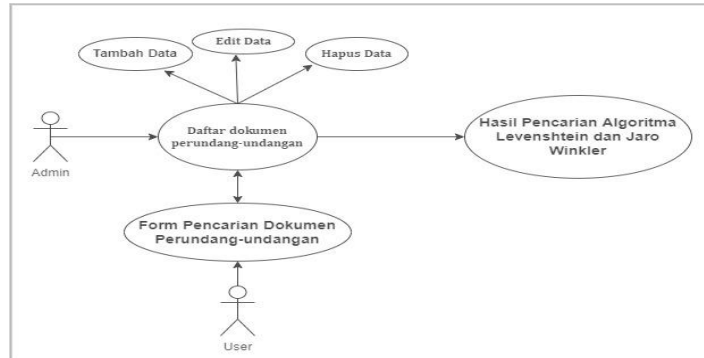 Edit Data
Tambah Data
Hapus Data
Daftar dokumen
perundang-undangan
Hasil Pencarian Algoritma
Levenshtein dan Jaro
Winkler
Admin
Form Pencarian Dokumen
Perundang-undangan
User